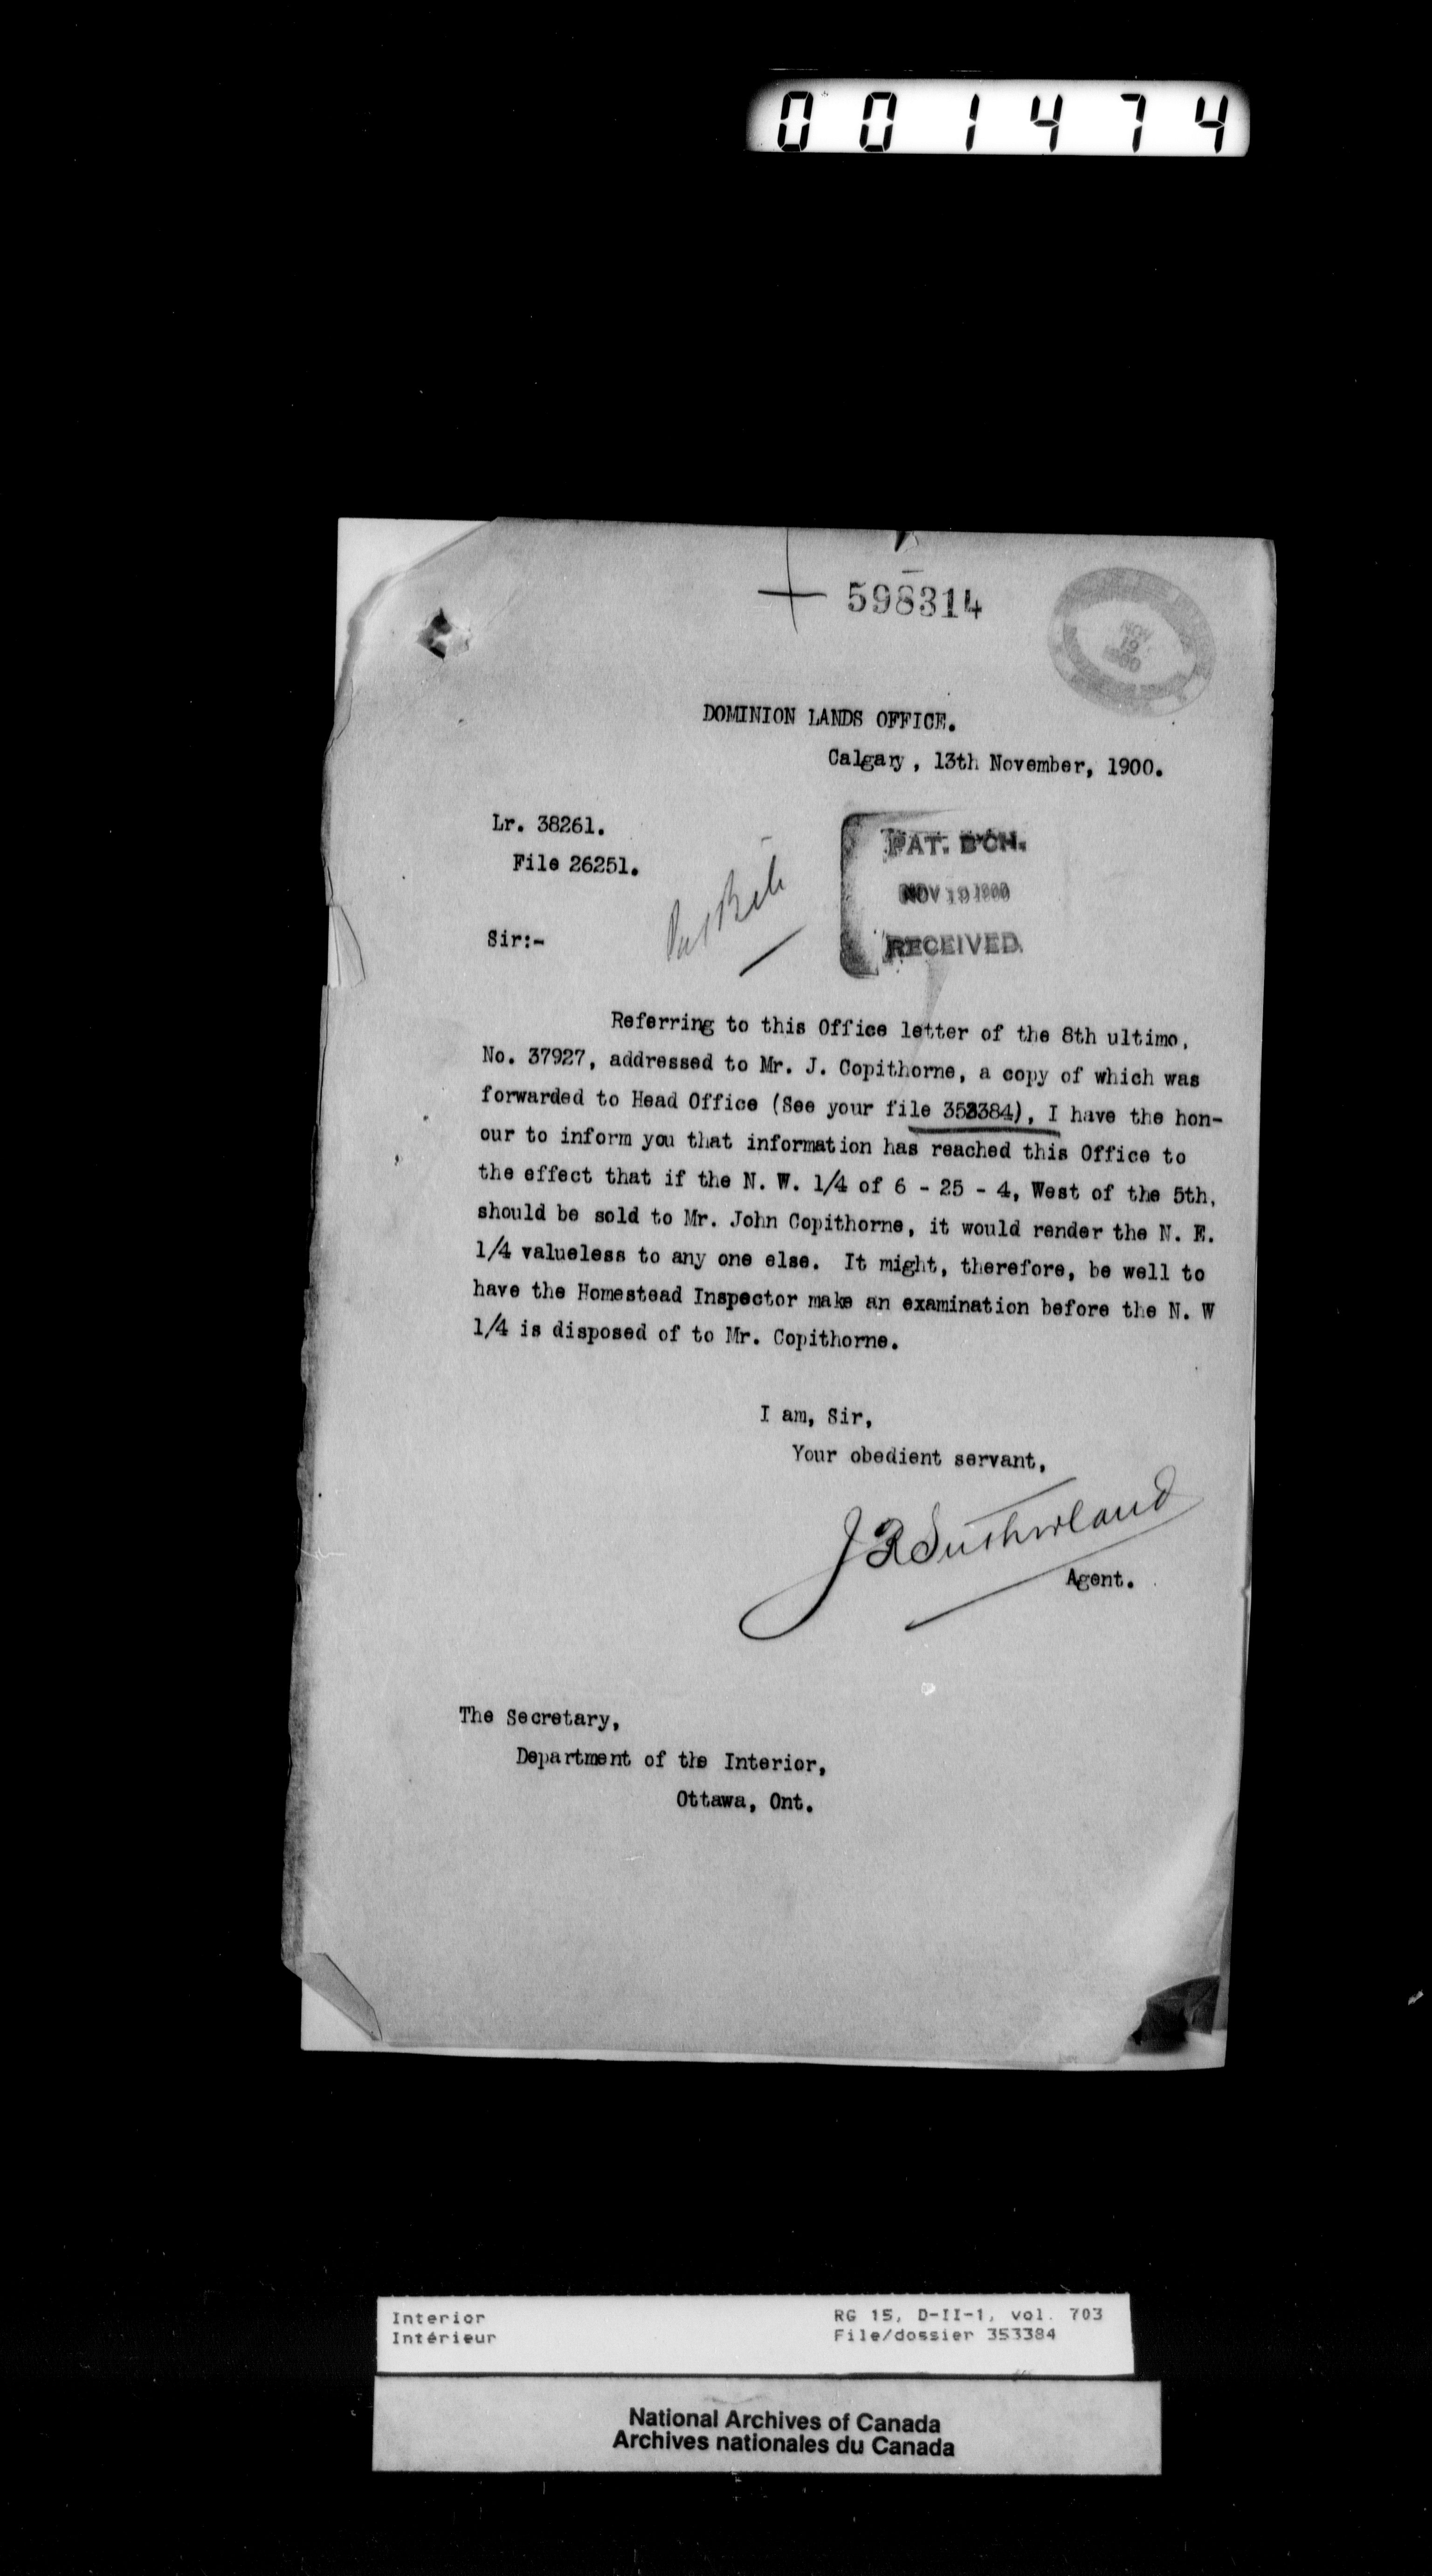 001474
598314
NOV
19
1900
DOMINION LANDS OFFICE.
Calgary, 13th November, 1900.
Lr. 38261.
File 26251.
PAT. B'CH.
NOV 19 1900
RECEIVED.
Sir:-
Referring to this Office letter of the 8th ultimo,
No. 37927, addressed to Mr. J. Copithorne, a copy of which was
forwarded to Head Office (See your file 353384), I have the hon-
our to inform you that information has reached this Office to
the effect that if the N. W. 1/4 of 6 - 25 - 4, West of the 5th,
should be sold to Mr. John Copithorne, it would render the N. E.
1/4 valueless to any one else. It might, therefore, be well to
have the Homestead Inspector make an examination before the N. W
1/4 is disposed of to Mr. Copithorne.
I am, Sir,
Your obedient servant,
J R Sutherland
Agent.
The Secretary,
Department of the Interior,
Ottawa, Ont.
Interior RG 15, D-II-1, vol. 703
Intérieur File/dossier 353384
National Archives of Canada
Archives nationales du Canada